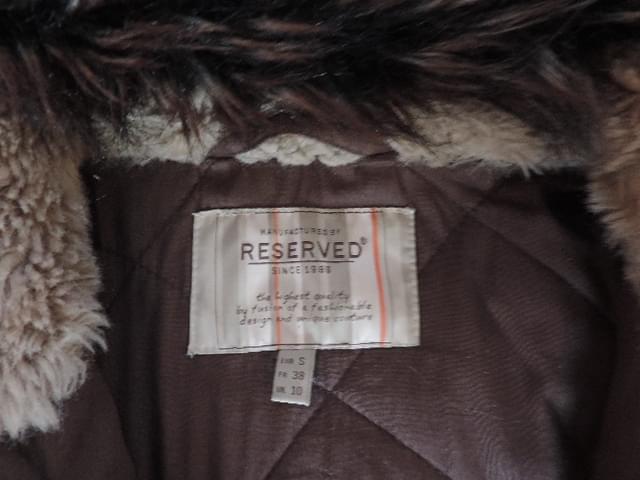 MANUFACTURED BY
RESERVED®
SINCE 1988
the highest quality
by fusion of a fashionable
design and unique couture
EUR S
FR 38
UK 10